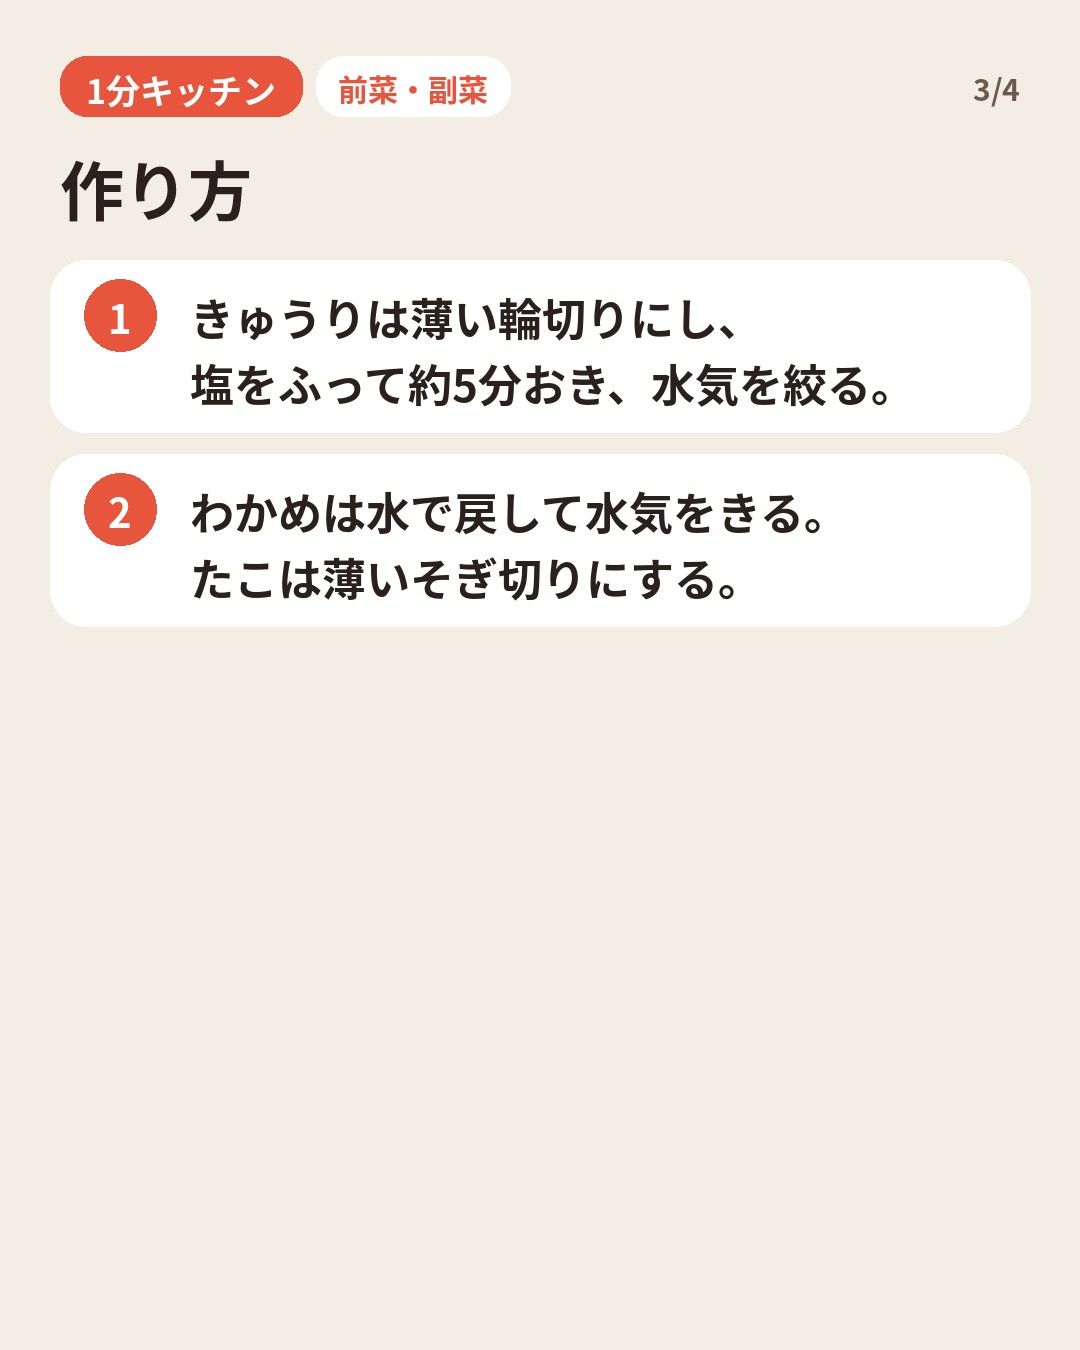 1分キッチン 前菜・副菜 3/4
作り方
1 きゅうりは薄い輪切りにし、
塩をふって約5分おき、水気を絞る。
2 わかめは水で戻して水気をきる。
たこは薄いそぎ切りにする。